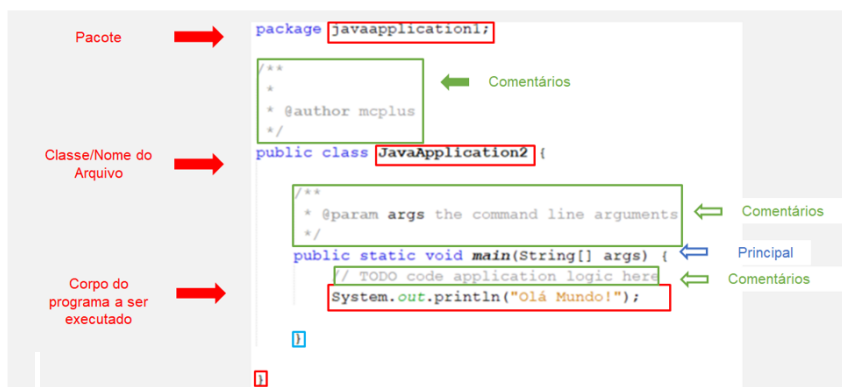 Pacote
package javaapplication1;
/**
*
* @author mcplus
*/
Comentários
Classe/Nome do
Arquivo
public class JavaApplication2 {
/**
* @param args the command line arguments
*/
Comentários
public static void main(String[] args) {
Principal
// TODO code application logic here
Comentários
Corpo do
programa a ser
executado
System.out.println("Olá Mundo!");
}
}